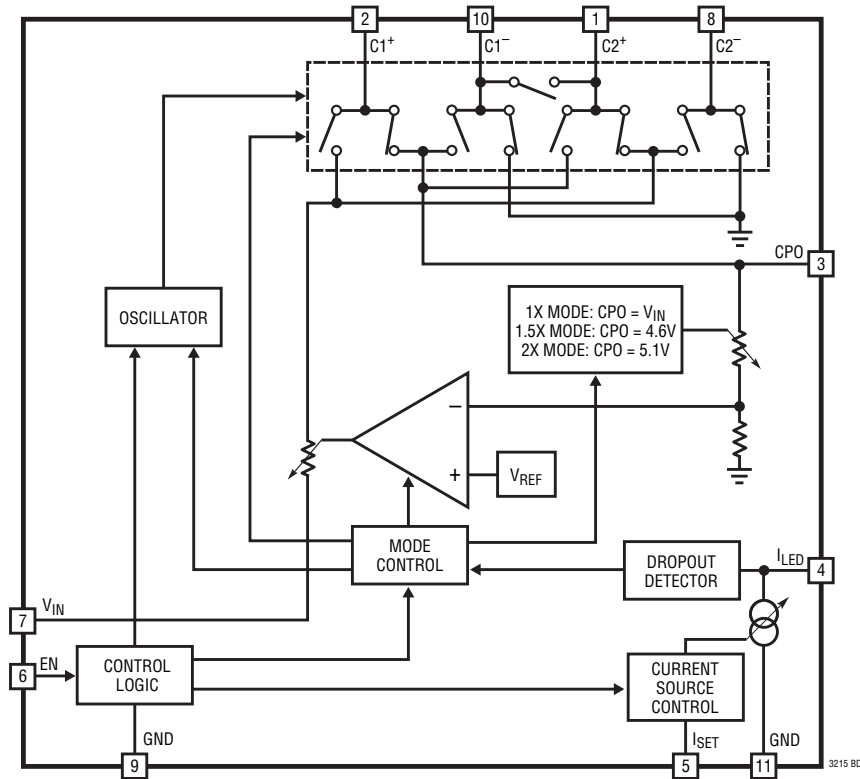 2 10 1 8
C1+ C1– C2+ C2–
CPO
3
OSCILLATOR
1X MODE: CPO = VIN
1.5X MODE: CPO = 4.6V
2X MODE: CPO = 5.1V
–
+
VREF
MODE
CONTROL
DROPOUT
DETECTOR
ILED
4
VIN
7
EN
6
CONTROL
LOGIC
CURRENT
SOURCE
CONTROL
GND ISET GND
9 5 11
3215 BD